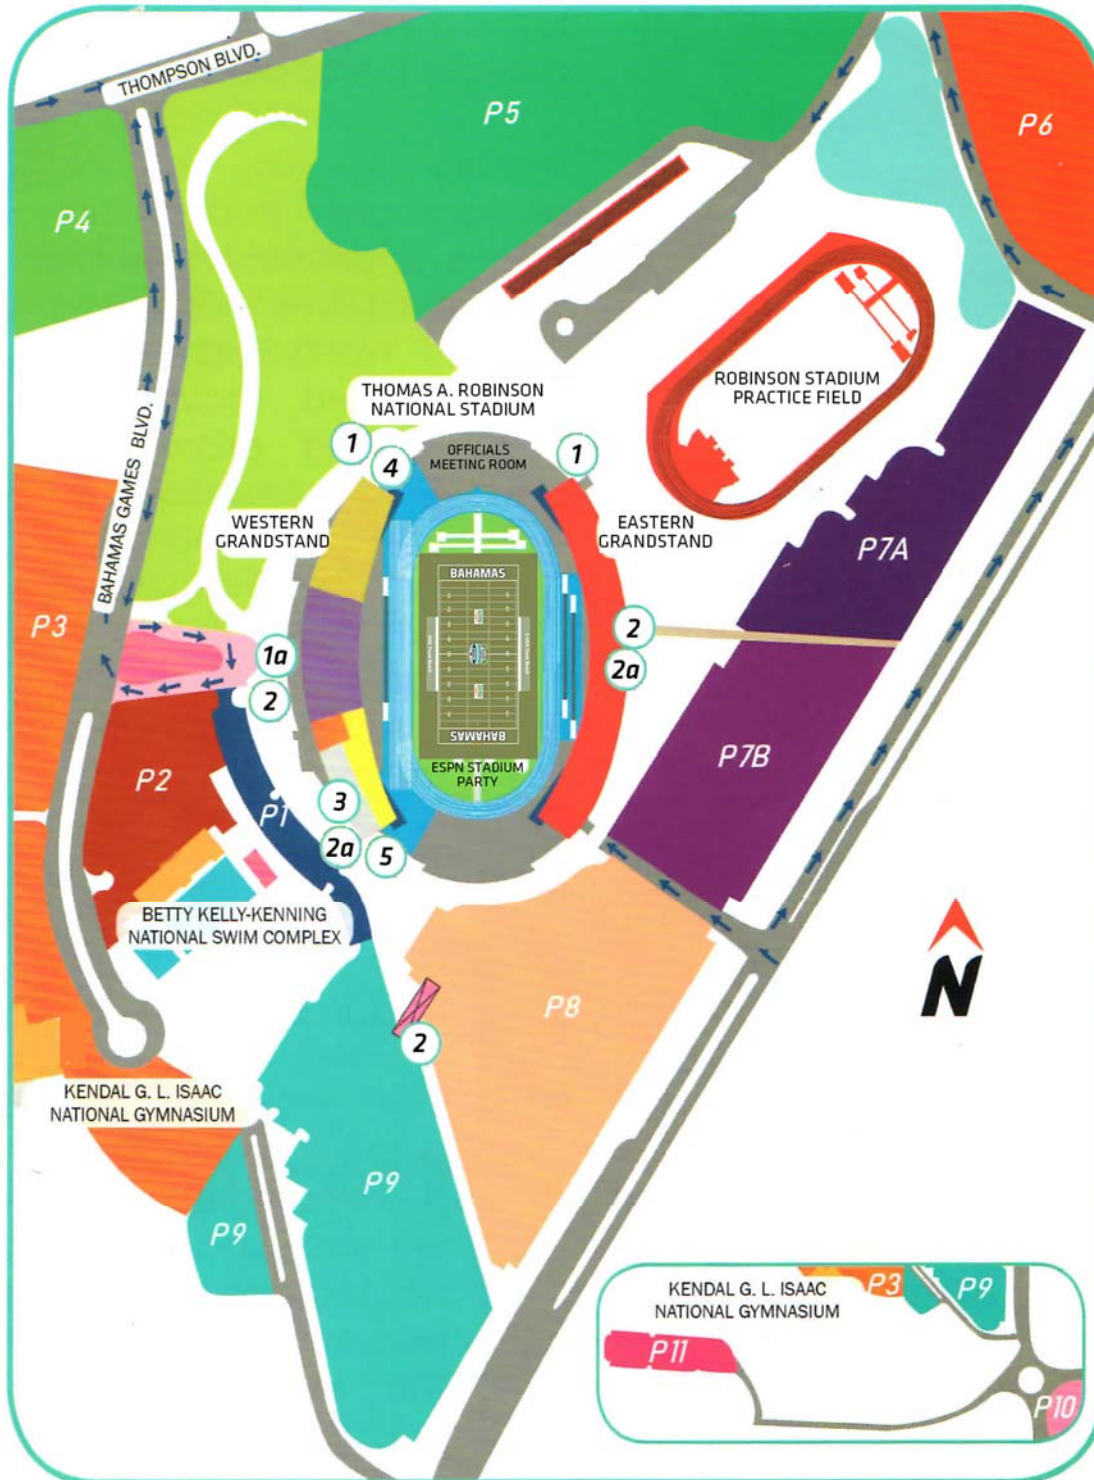 THOMPSON BLVD.
P5
P6
P4
THOMAS A. ROBINSON
NATIONAL STADIUM
ROBINSON STADIUM
PRACTICE FIELD
1
4
OFFICIALS
MEETING ROOM
1
BAHAMAS GAMES BLVD.
WESTERN
GRANDSTAND
EASTERN
GRANDSTAND
P7A
BAHAMAS
P3
1a
2
2
2a
BAHAMAS
P7B
P2
ESPN STADIUM
PARTY
P1
3
2a
5
BETTY KELLY-KENNING
NATIONAL SWIM COMPLEX
N
P8
2
KENDAL G. L. ISAAC
NATIONAL GYMNASIUM
P9
P9
KENDAL G. L. ISAAC
NATIONAL GYMNASIUM
P3
P9
P11
P10